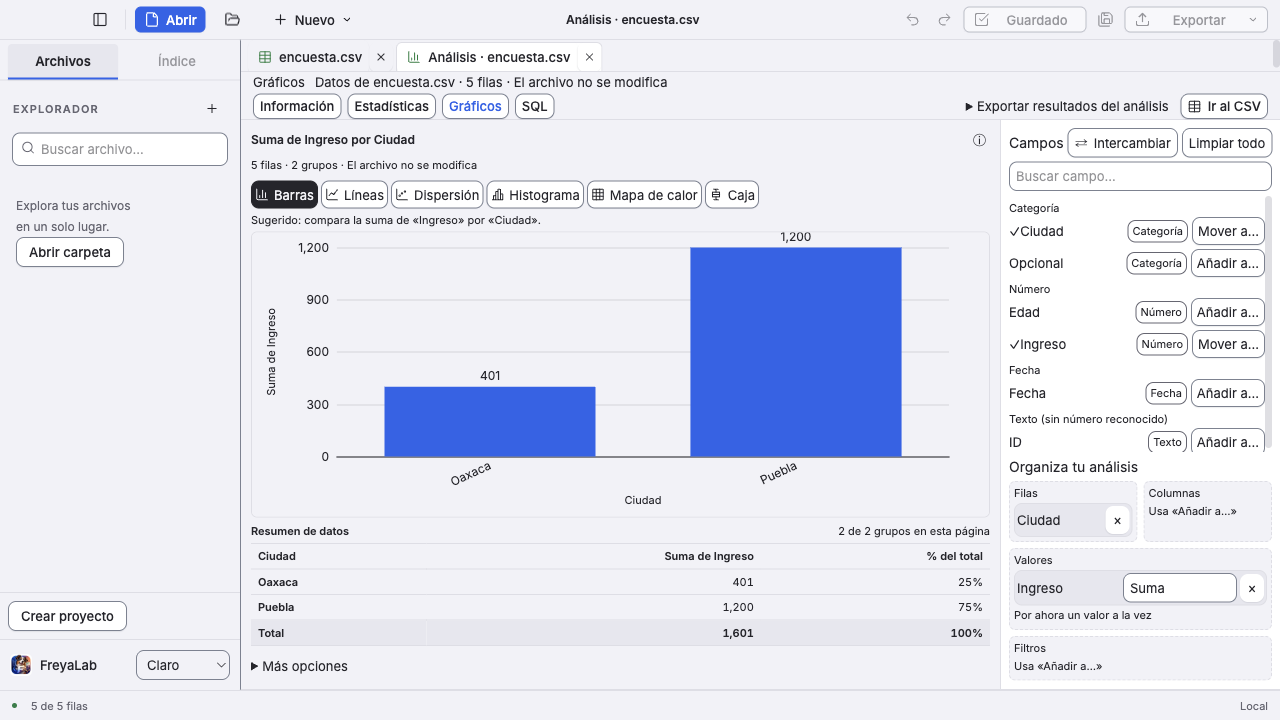 Abrir
Nuevo
Análisis · encuesta.csv
Guardado
Exportar
Archivos
Índice
encuesta.csv
Análisis · encuesta.csv
Gráficos Datos de encuesta.csv · 5 filas · El archivo no se modifica
EXPLORADOR
Información
Estadísticas
Gráficos
SQL
Exportar resultados del análisis
Ir al CSV
Buscar archivo...
Explora tus archivos
en un solo lugar.
Abrir carpeta
Suma de Ingreso por Ciudad
5 filas · 2 grupos · El archivo no se modifica
Barras
Líneas
Dispersión
Histograma
Mapa de calor
Caja
Sugerido: compara la suma de «Ingreso» por «Ciudad».
1,200
900
600
300
0
Suma de Ingreso
401
1,200
Oaxaca
Puebla
Ciudad
Resumen de datos
2 de 2 grupos en esta página
Ciudad Suma de Ingreso % del total
Oaxaca 401 25%
Puebla 1,200 75%
Total 1,601 100%
Más opciones
Campos
Intercambiar
Limpiar todo
Buscar campo...
Categoría
✓Ciudad Categoría Mover a...
Opcional Categoría Añadir a...
Número
Edad Número Añadir a...
✓Ingreso Número Mover a...
Fecha
Fecha Fecha Añadir a...
Texto (sin número reconocido)
ID Texto Añadir a...
Organiza tu análisis
Filas
Ciudad ×
Columnas
Usa «Añadir a...»
Valores
Ingreso Suma ×
Por ahora un valor a la vez
Filtros
Usa «Añadir a...»
Crear proyecto
FreyaLab
Claro
5 de 5 filas
Local